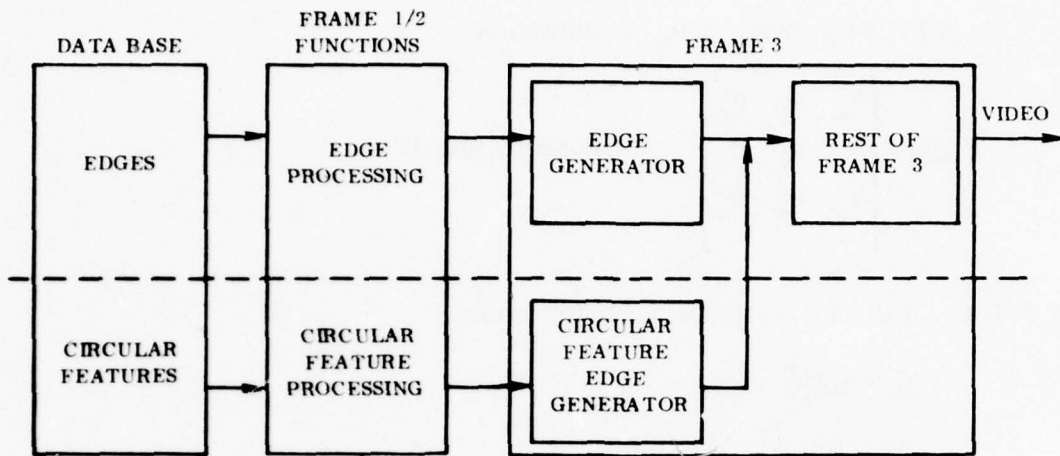 DATA BASE
FRAME 1/2
FUNCTIONS
FRAME 3
EDGES
EDGE
PROCESSING
EDGE
GENERATOR
REST OF
FRAME 3
VIDEO
CIRCULAR
FEATURES
CIRCULAR
FEATURE
PROCESSING
CIRCULAR
FEATURE
EDGE
GENERATOR